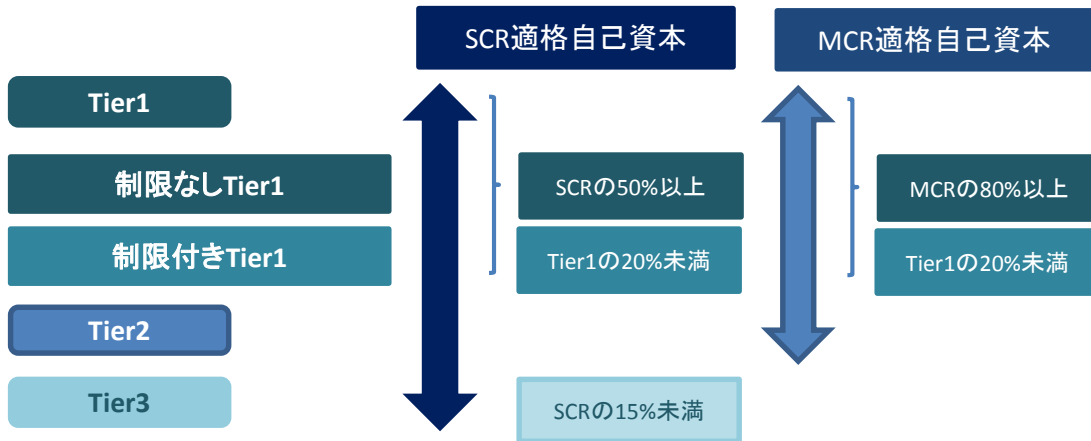 SCR適格自己資本
MCR適格自己資本
Tier1
制限なしTier1
SCRの50%以上
MCRの80%以上
制限付きTier1
Tier1の20%未満
Tier1の20%未満
Tier2
Tier3
SCRの15%未満